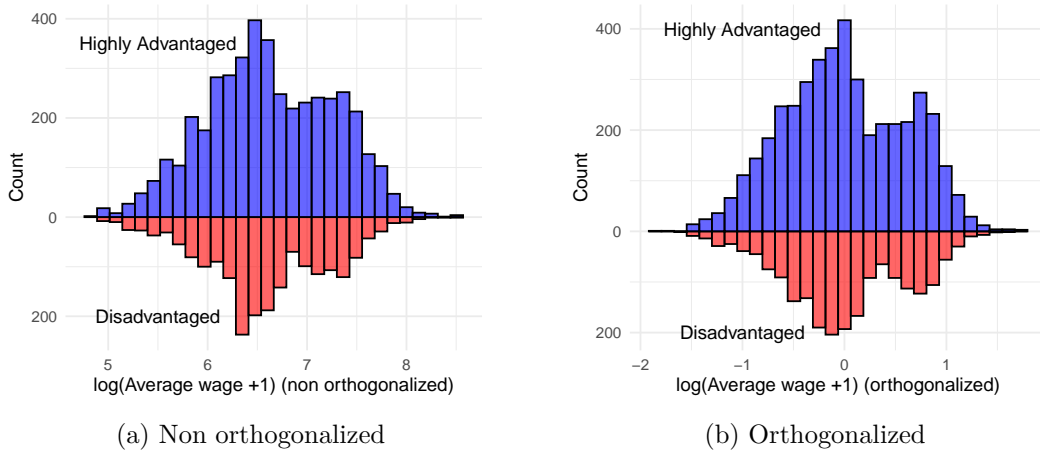 400
200
0
200
Highly Advantaged
Disadvantaged
Count
5 6 7 8
log(Average wage +1) (non orthogonalized)
(a) Non orthogonalized
400
200
0
200
Highly Advantaged
Disadvantaged
Count
−2 −1 0 1
log(Average wage +1) (orthogonalized)
(b) Orthogonalized